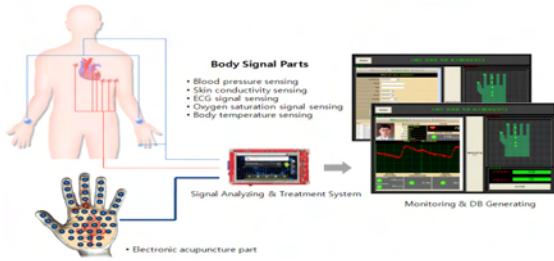 Body Signal Parts
• Blood pressure sensing
• Skin conductivity sensing
• ECG signal sensing
• Oxygen saturation signal sensing
• Body temperature sensing
Signal Analyzing & Treatment System
Monitoring & DB Generating
• Electronic acupuncture part